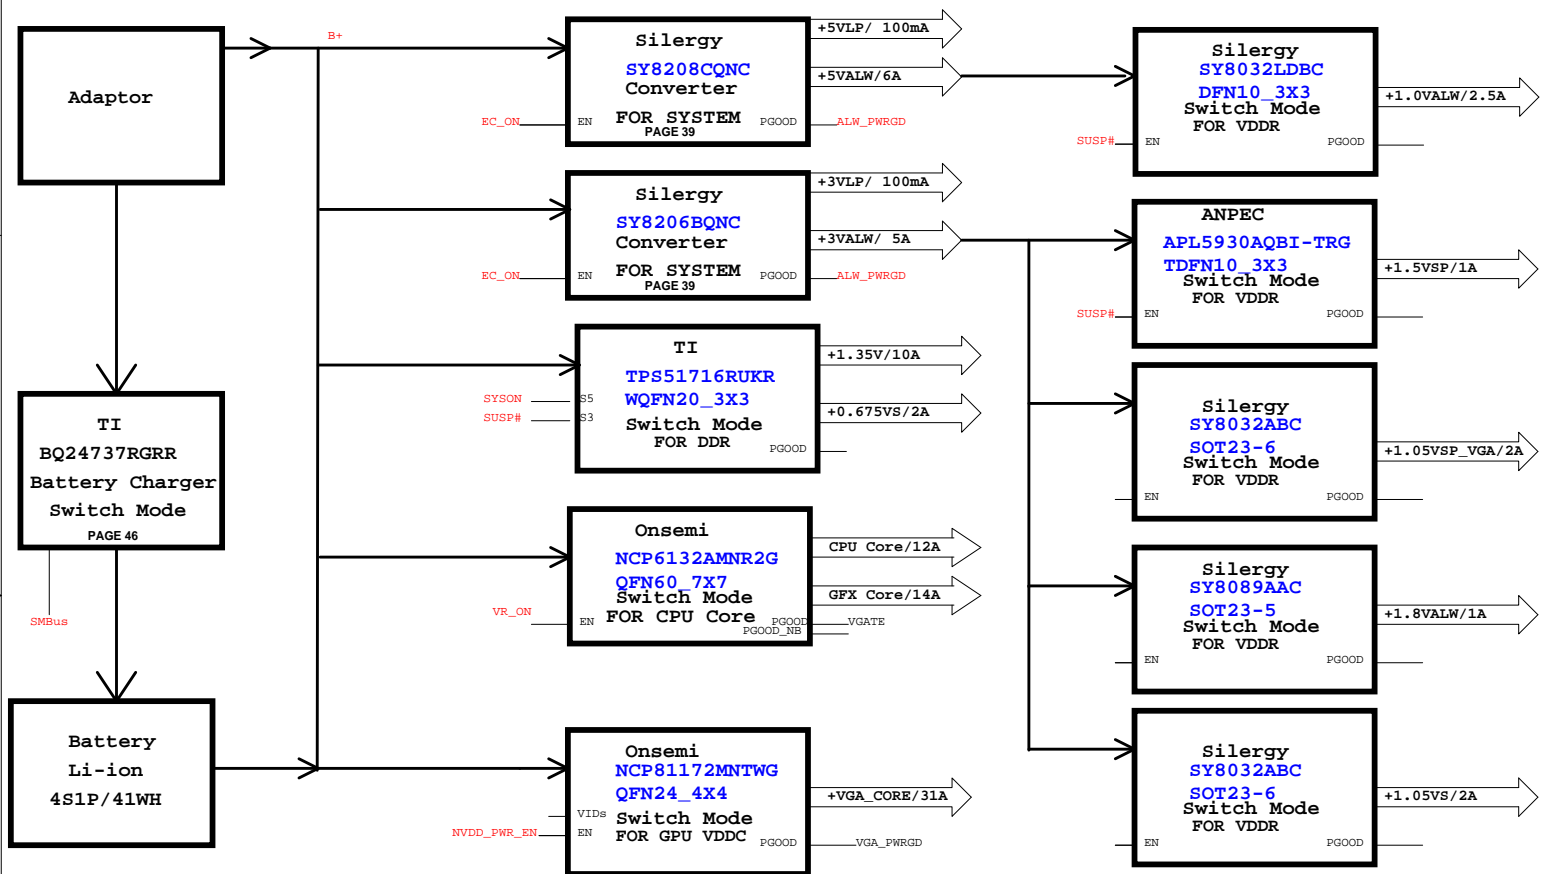 Adaptor
B+
TI
BQ24737RGRR
Battery Charger
Switch Mode
PAGE 46
SMBus
Battery
Li-ion
4S1P/41WH
Silergy
SY8208CQNC
Converter
FOR SYSTEM
PAGE 39
EC_ON
EN
PGOOD
ALW_PWRGD
+5VLP/ 100mA
+5VALW/6A
Silergy
SY8206BQNC
Converter
FOR SYSTEM
PAGE 39
EC_ON
EN
PGOOD
ALW_PWRGD
+3VLP/ 100mA
+3VALW/ 5A
TI
TPS51716RUKR
WQFN20_3X3
Switch Mode
FOR DDR
SYSON
S5
SUSP#
S3
PGOOD
+1.35V/10A
+0.675VS/2A
Onsemi
NCP6132AMNR2G
QFN60_7X7
Switch Mode
FOR CPU Core
VR_ON
EN
PGOOD
VGATE
PGOOD_NB
CPU Core/12A
GFX Core/14A
Onsemi
NCP81172MNTWG
QFN24_4X4
Switch Mode
FOR GPU VDDC
VIDs
NVDD_PWR_EN
EN
PGOOD
VGA_PWRGD
+VGA_CORE/31A
Silergy
SY8032LDBC
DFN10_3X3
Switch Mode
FOR VDDR
SUSP#
EN
PGOOD
+1.0VALW/2.5A
ANPEC
APL5930AQBI-TRG
TDFN10_3X3
Switch Mode
FOR VDDR
SUSP#
EN
PGOOD
+1.5VSP/1A
Silergy
SY8032ABC
SOT23-6
Switch Mode
FOR VDDR
EN
PGOOD
+1.05VSP_VGA/2A
Silergy
SY8089AAC
SOT23-5
Switch Mode
FOR VDDR
EN
PGOOD
+1.8VALW/1A
Silergy
SY8032ABC
SOT23-6
Switch Mode
FOR VDDR
EN
PGOOD
+1.05VS/2A